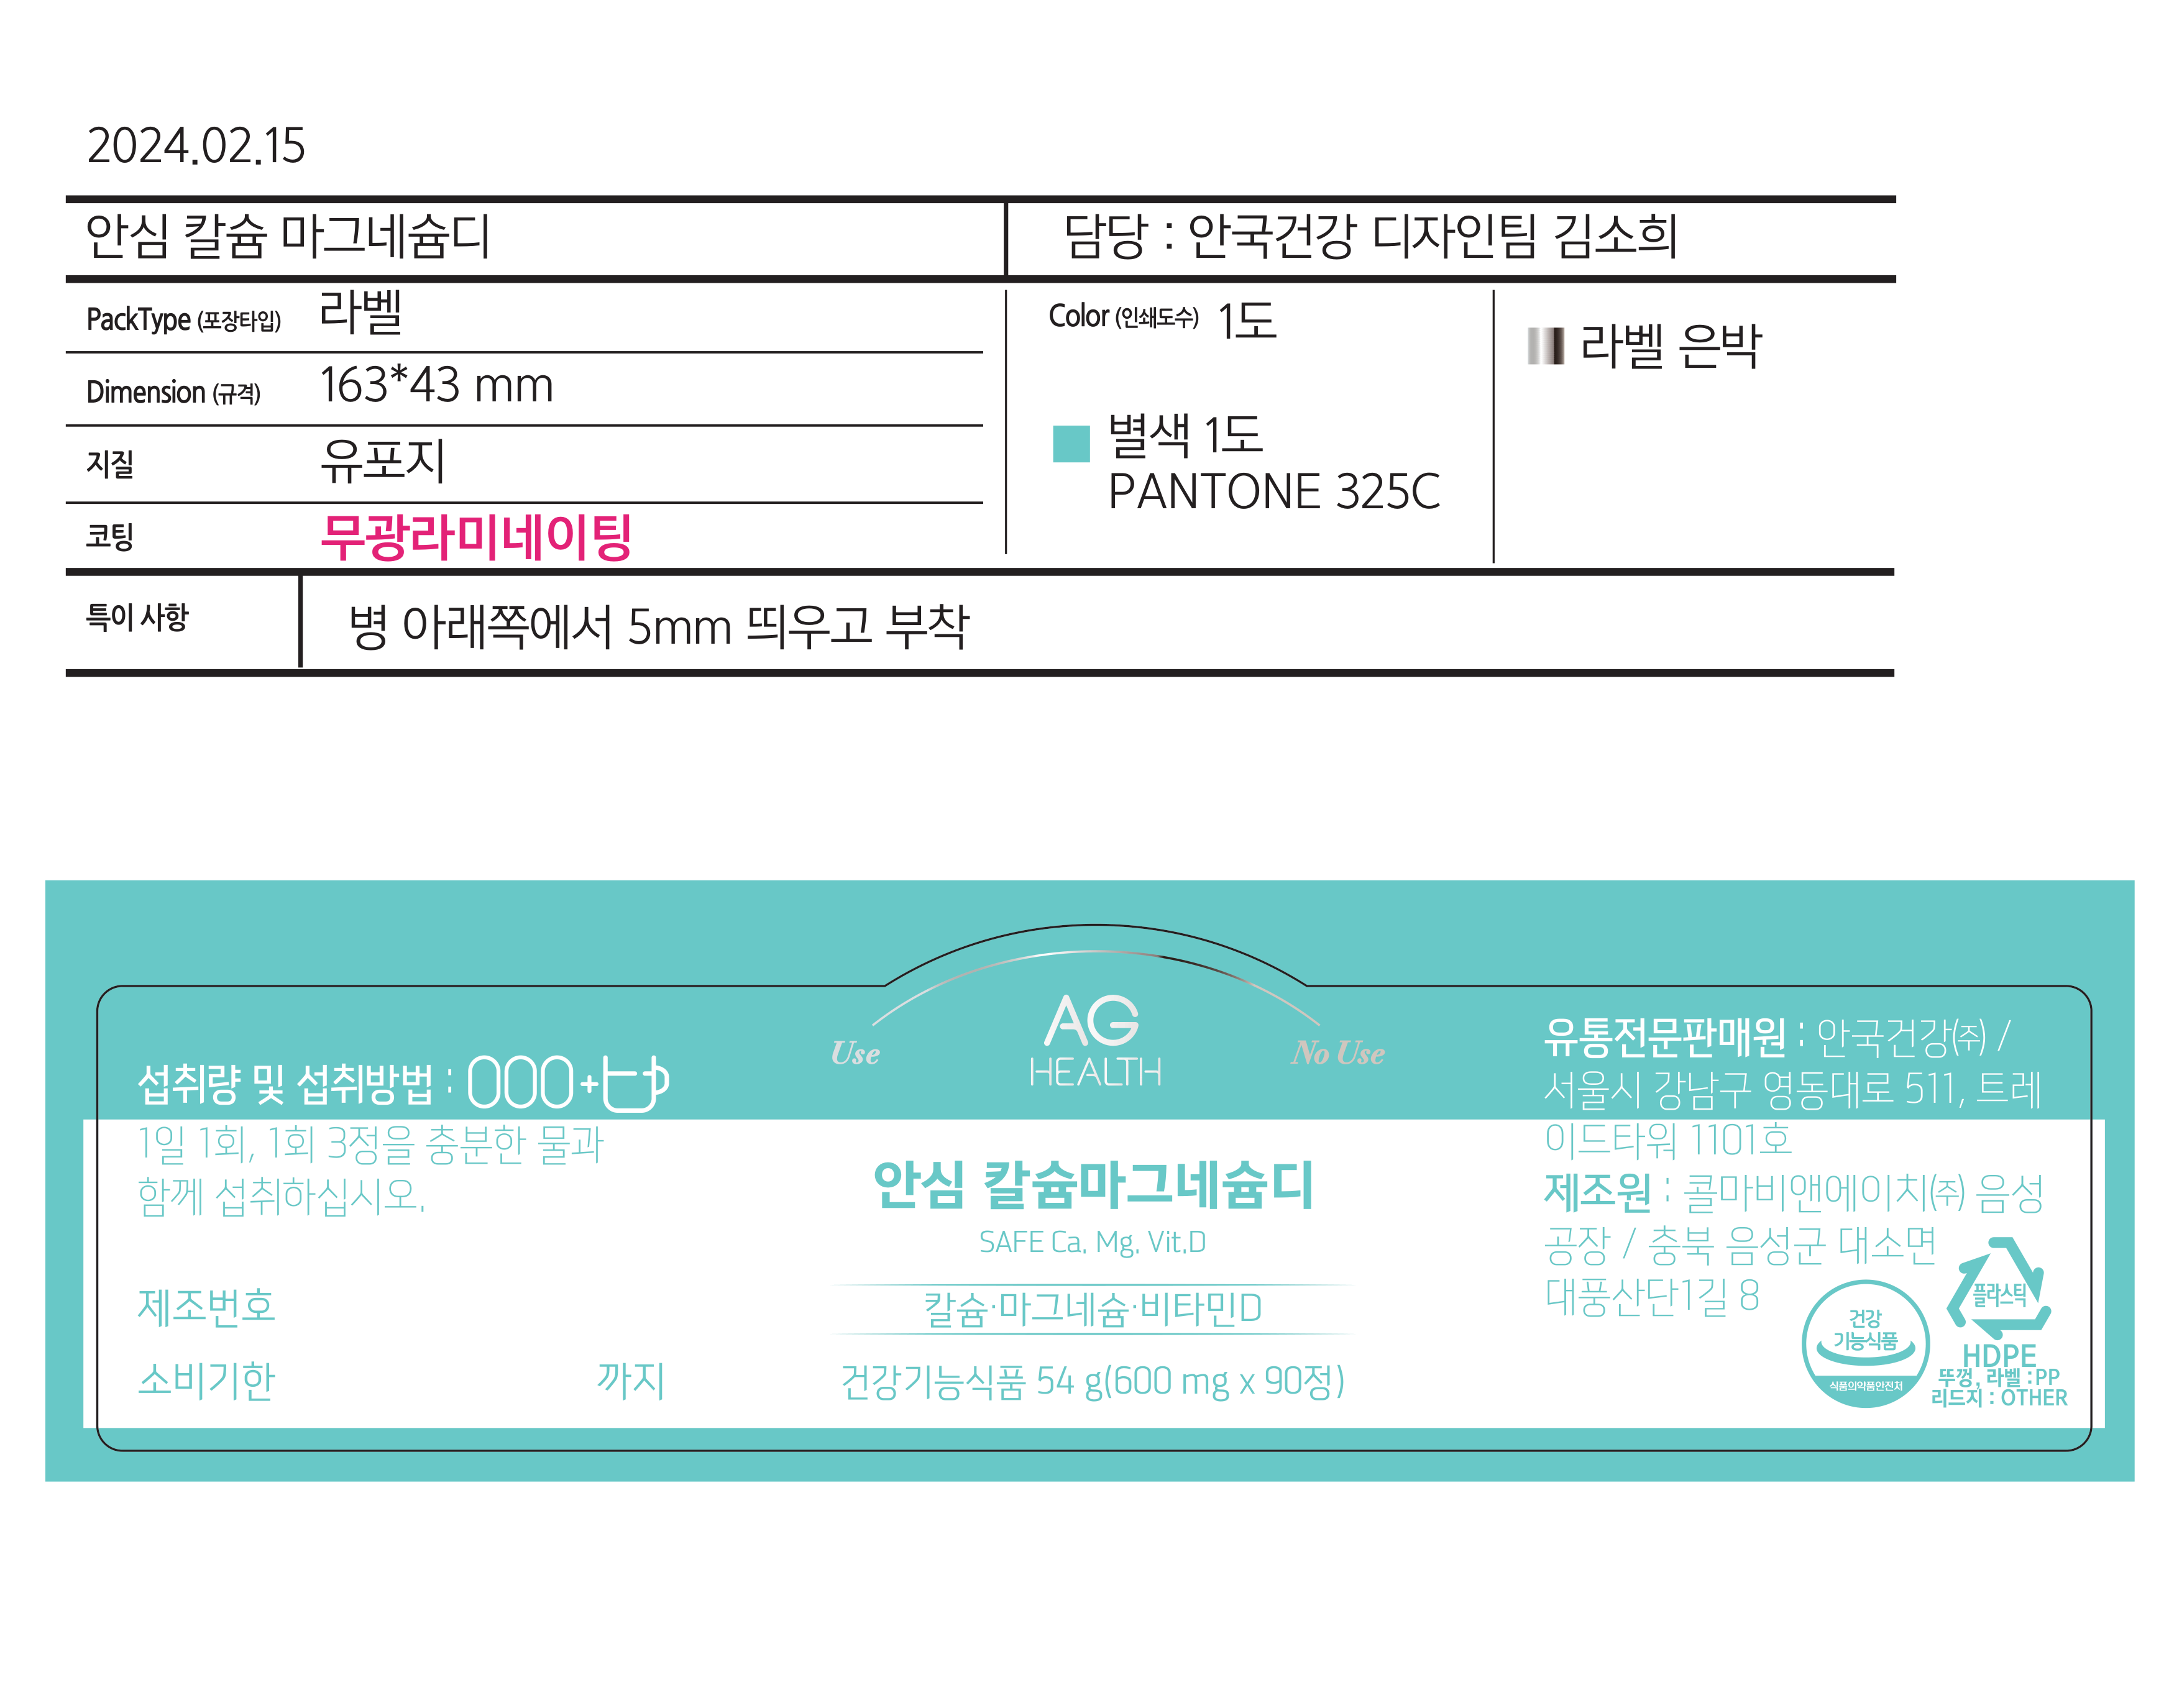 2024.02.15
안심 칼슘 마그네슘디
담당 : 안국건강 디자인팀 김소희
PackType (포장타입) 라벨
Dimension (규격) 163*43 mm
지질 유포지
코팅 무광라미네이팅
Color (인쇄도수) 1도
별색 1도
PANTONE 325C
라벨 은박
특이 사항 병 아래쪽에서 5mm 띄우고 부착
섭취량 및 섭취방법 :
1일 1회, 1회 3정을 충분한 물과
함께 섭취하십시오.
제조번호
소비기한 까지
Use
AG
HEALTH
No Use
안심 칼슘마그네슘디
SAFE Ca, Mg, Vit.D
칼슘·마그네슘·비타민D
건강기능식품 54 g(600 mg x 90정)
유통전문판매원 : 안국건강(주) /
서울시 강남구 영동대로 511, 트레
이드타워 1101호
제조원 : 콜마비앤에이치(주) 음성
공장 / 충북 음성군 대소면
대풍산단1길 8
건강
기능식품
식품의약품안전처
플라스틱
HDPE
뚜껑, 라벨 : PP
리드지 : OTHER